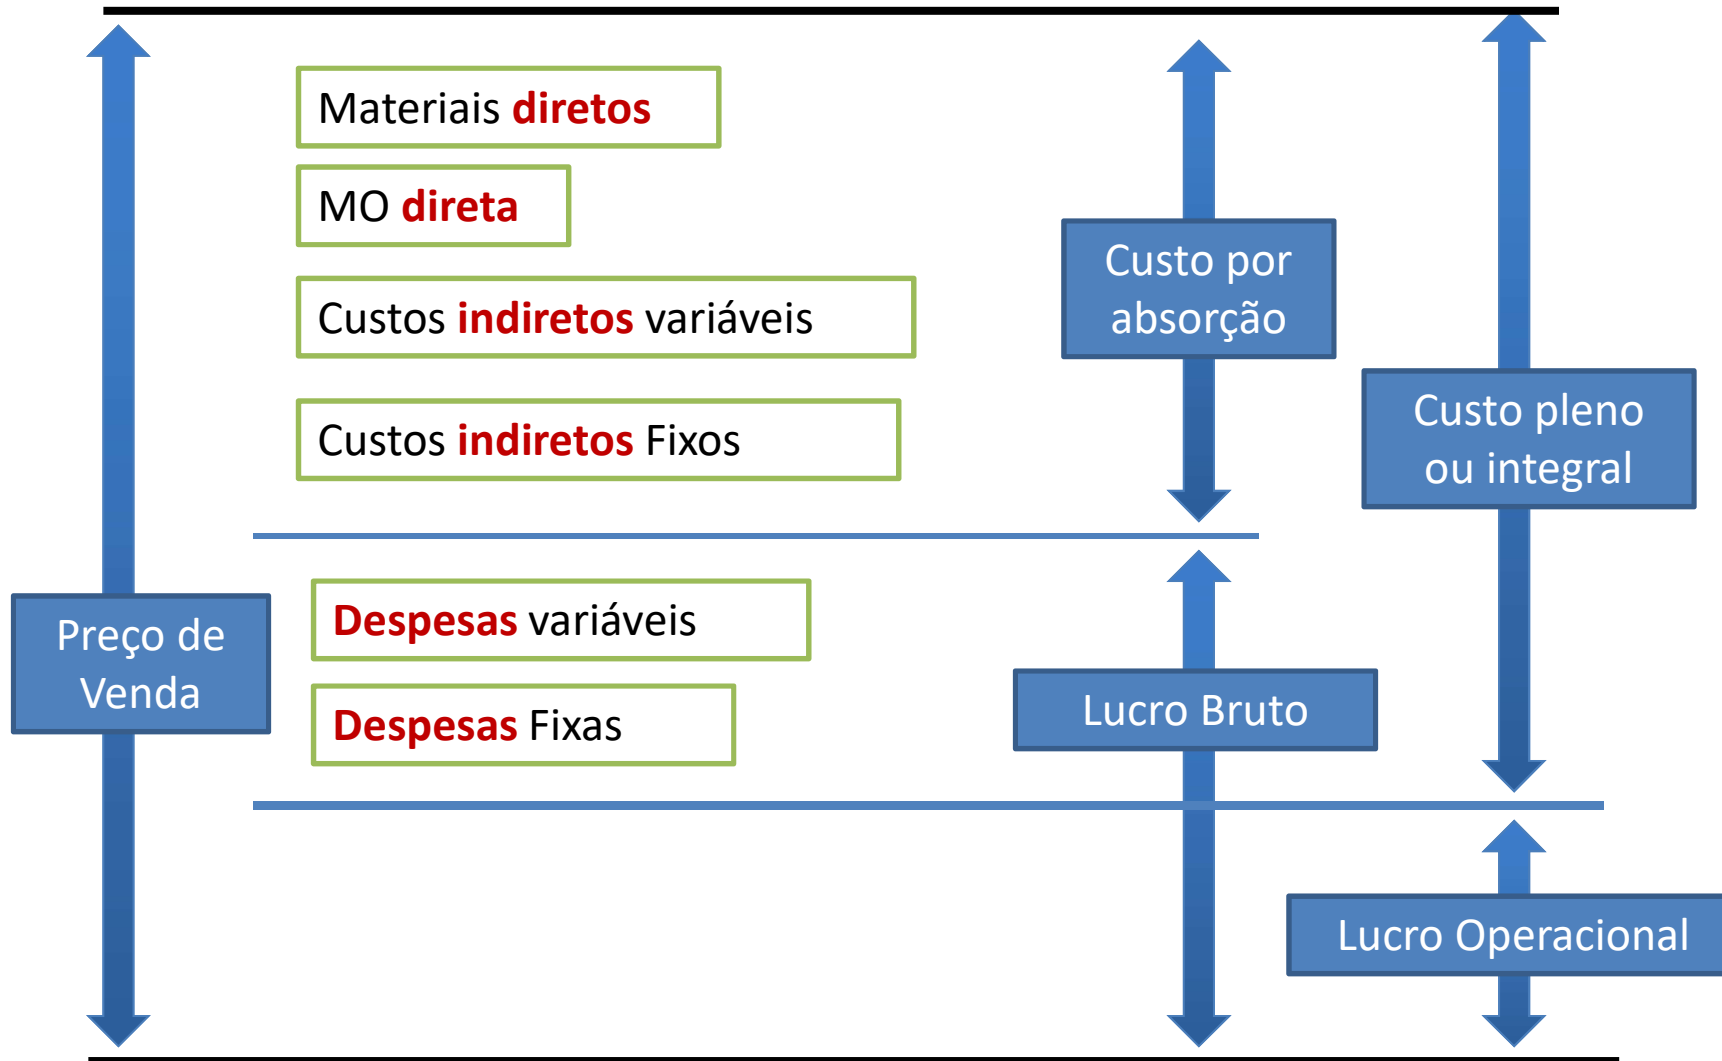 Materiais diretos
MO direta
Custos indiretos variáveis
Custos indiretos Fixos
Custo por
absorção
Custo pleno
ou integral
Preço de
Venda
Despesas variáveis
Despesas Fixas
Lucro Bruto
Lucro Operacional